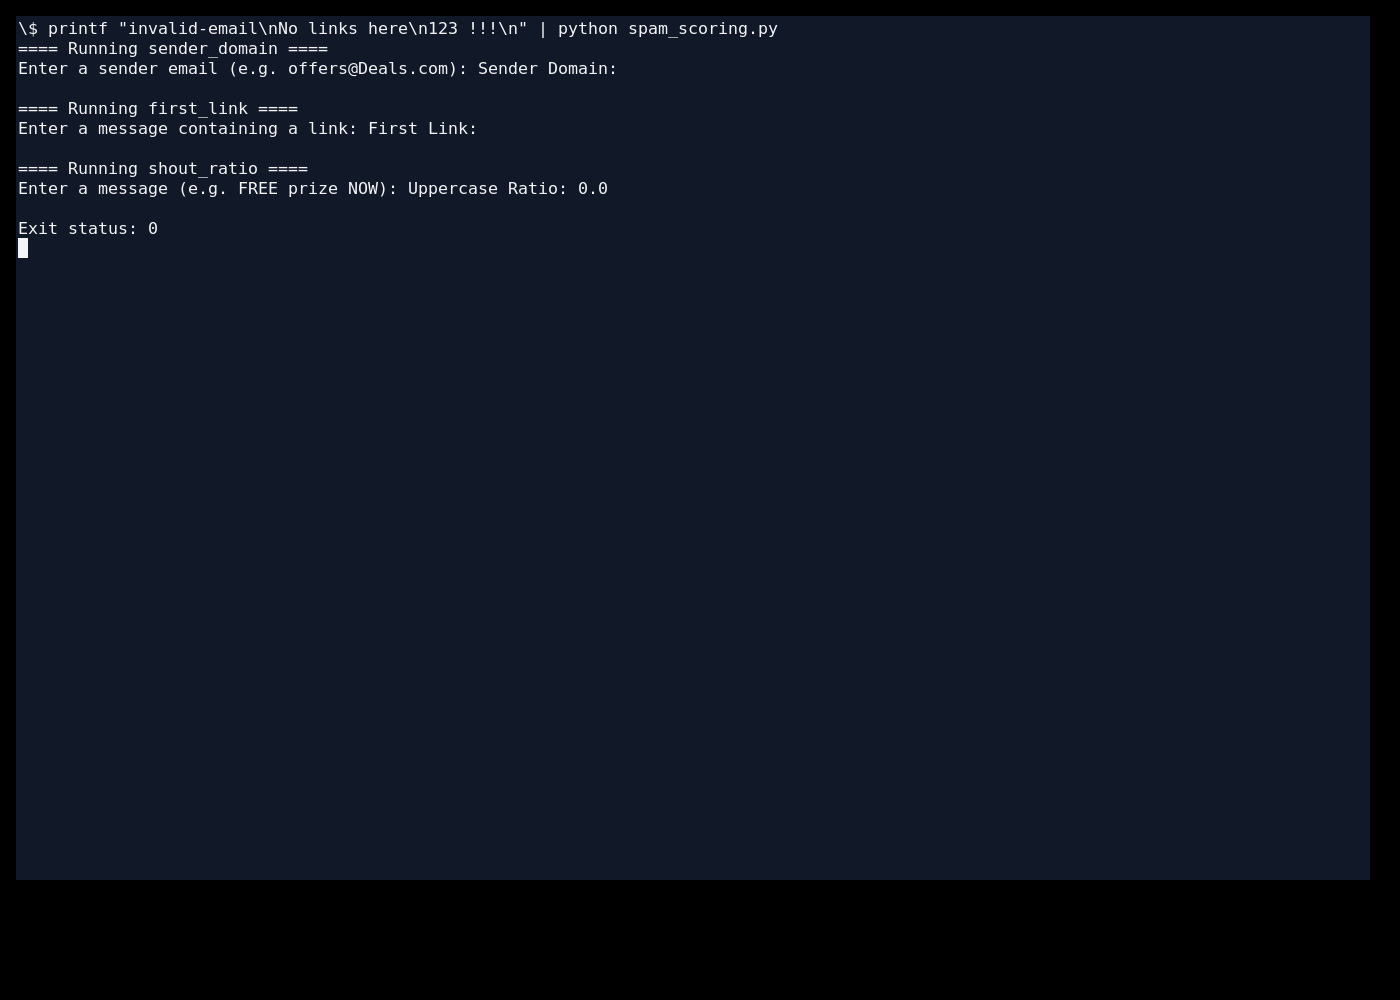 \$ printf "invalid-email\nNo links here\n123 !!!\n" | python spam_scoring.py
==== Running sender_domain ====
Enter a sender email (e.g. offers@Deals.com): Sender Domain:
==== Running first_link ====
Enter a message containing a link: First Link:
==== Running shout_ratio ====
Enter a message (e.g. FREE prize NOW): Uppercase Ratio: 0.0
Exit status: 0